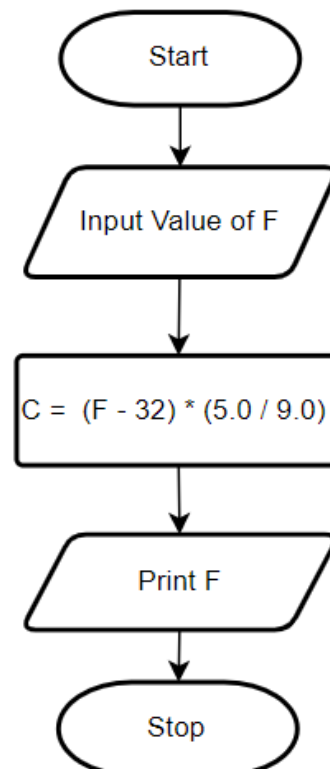 Start
Input Value of F
C = (F - 32) * (5.0 / 9.0)
Print F
Stop